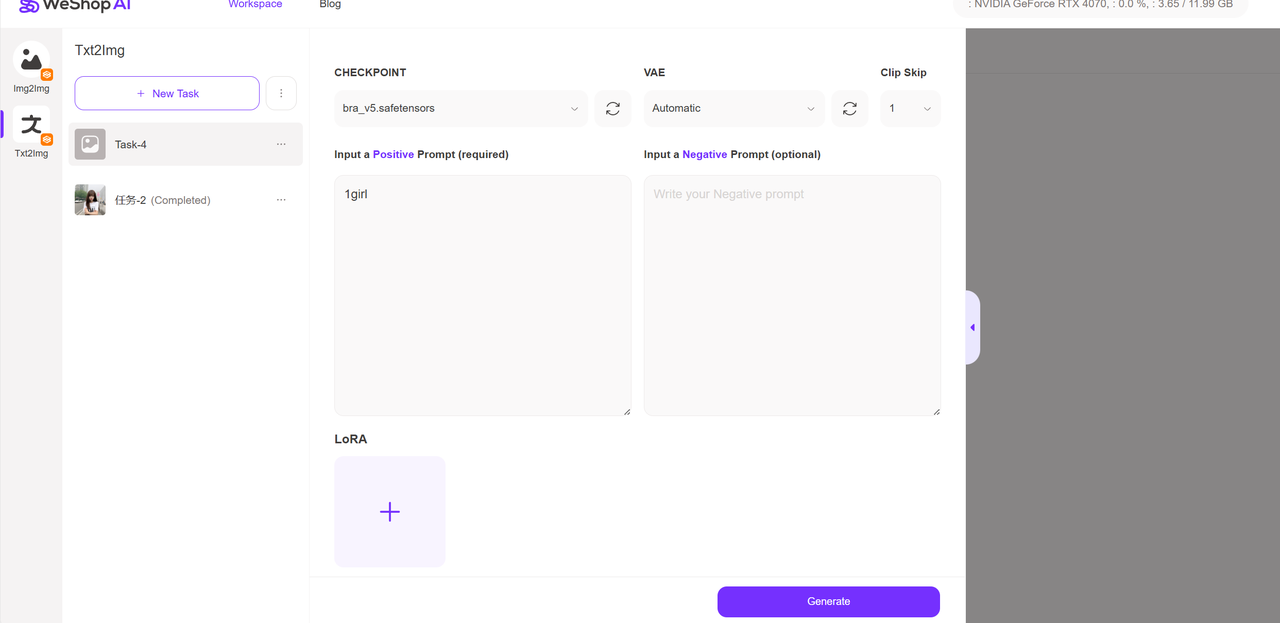 WeShop AI
Workspace
Blog
: NVIDIA GeForce RTX 4070, : 0.0 %, : 3.65 / 11.99 GB
Img2Img
Txt2Img
Txt2Img
+ New Task
Task-4
任务-2 (Completed)
CHECKPOINT
VAE
Clip Skip
bra_v5.safetensors
Automatic
1
Input a Positive Prompt (required)
Input a Negative Prompt (optional)
1girl
Write your Negative prompt
LoRA
Generate